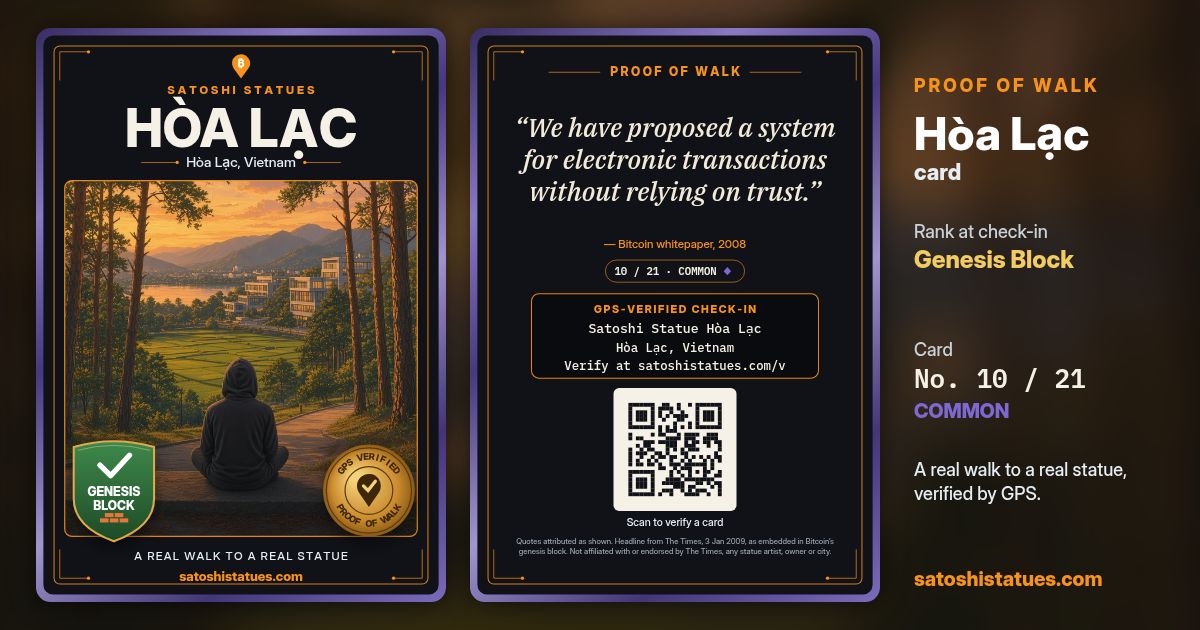 SATOSHI STATUES
HÒA LẠC
Hòa Lạc, Vietnam
GENESIS
BLOCK
GPS VERIFIED
PROOF OF WALK
A REAL WALK TO A REAL STATUE
satoshistatues.com
PROOF OF WALK
“We have proposed a system
for electronic transactions
without relying on trust.”
— Bitcoin whitepaper, 2008
10 / 21 · COMMON
GPS-VERIFIED CHECK-IN
Satoshi Statue Hòa Lạc
Hòa Lạc, Vietnam
Verify at satoshistatues.com/v
Scan to verify a card
Quotes attributed as shown. Headline from The Times, 3 Jan 2009, as embedded in Bitcoin's
genesis block. Not affiliated with or endorsed by The Times, any statue artist, owner or city.
PROOF OF WALK
Hòa Lạc
card
Rank at check-in
Genesis Block
Card
No. 10 / 21
COMMON
A real walk to a real statue,
verified by GPS.
satoshistatues.com